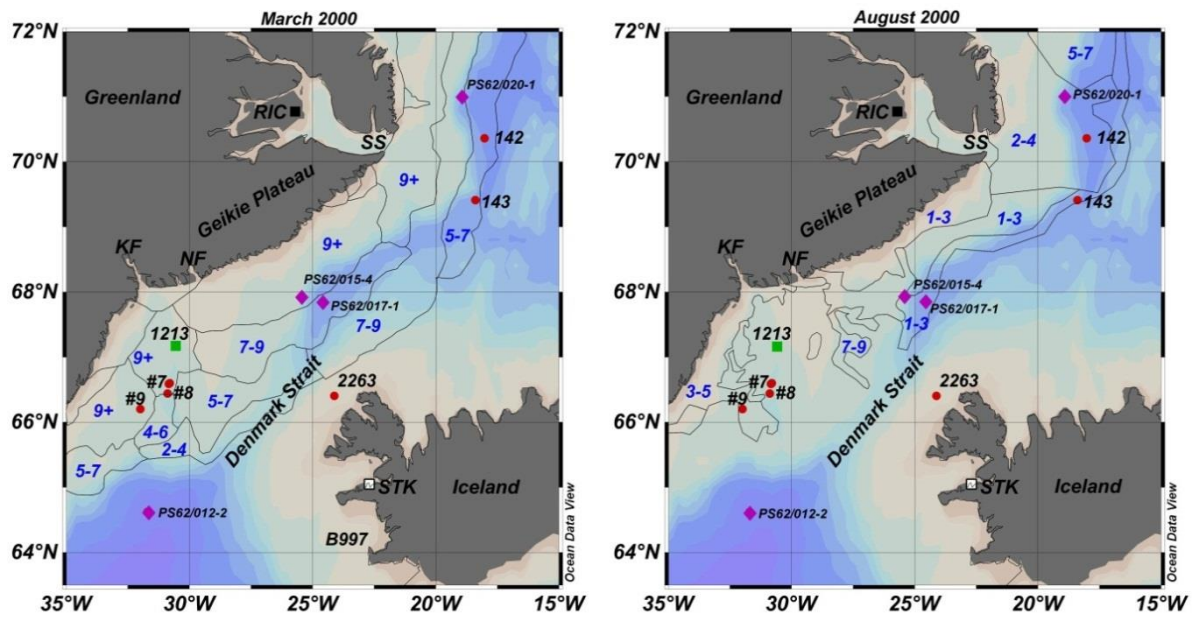 March 2000
72°N
70°N
68°N
66°N
64°N
35°W
30°W
25°W
20°W
15°W
Greenland
RIC
SS
PS62/020-1
142
143
9+
Geikie Plateau
5-7
9+
KF
NF
PS62/015-4
PS62/017-1
7-9
1213
9+
7-9
#7
#8
#9
2263
5-7
9+
4-6
2-4
Denmark Strait
5-7
STK
Iceland
PS62/012-2
B997
Ocean Data View
August 2000
72°N
70°N
68°N
66°N
64°N
35°W
30°W
25°W
20°W
15°W
5-7
Greenland
RIC
SS
PS62/020-1
142
2-4
143
Geikie Plateau
1-3
1-3
KF
NF
PS62/015-4
PS62/017-1
1-3
1213
7-9
#7
#8
#9
2263
3-5
Denmark Strait
STK
Iceland
PS62/012-2
Ocean Data View